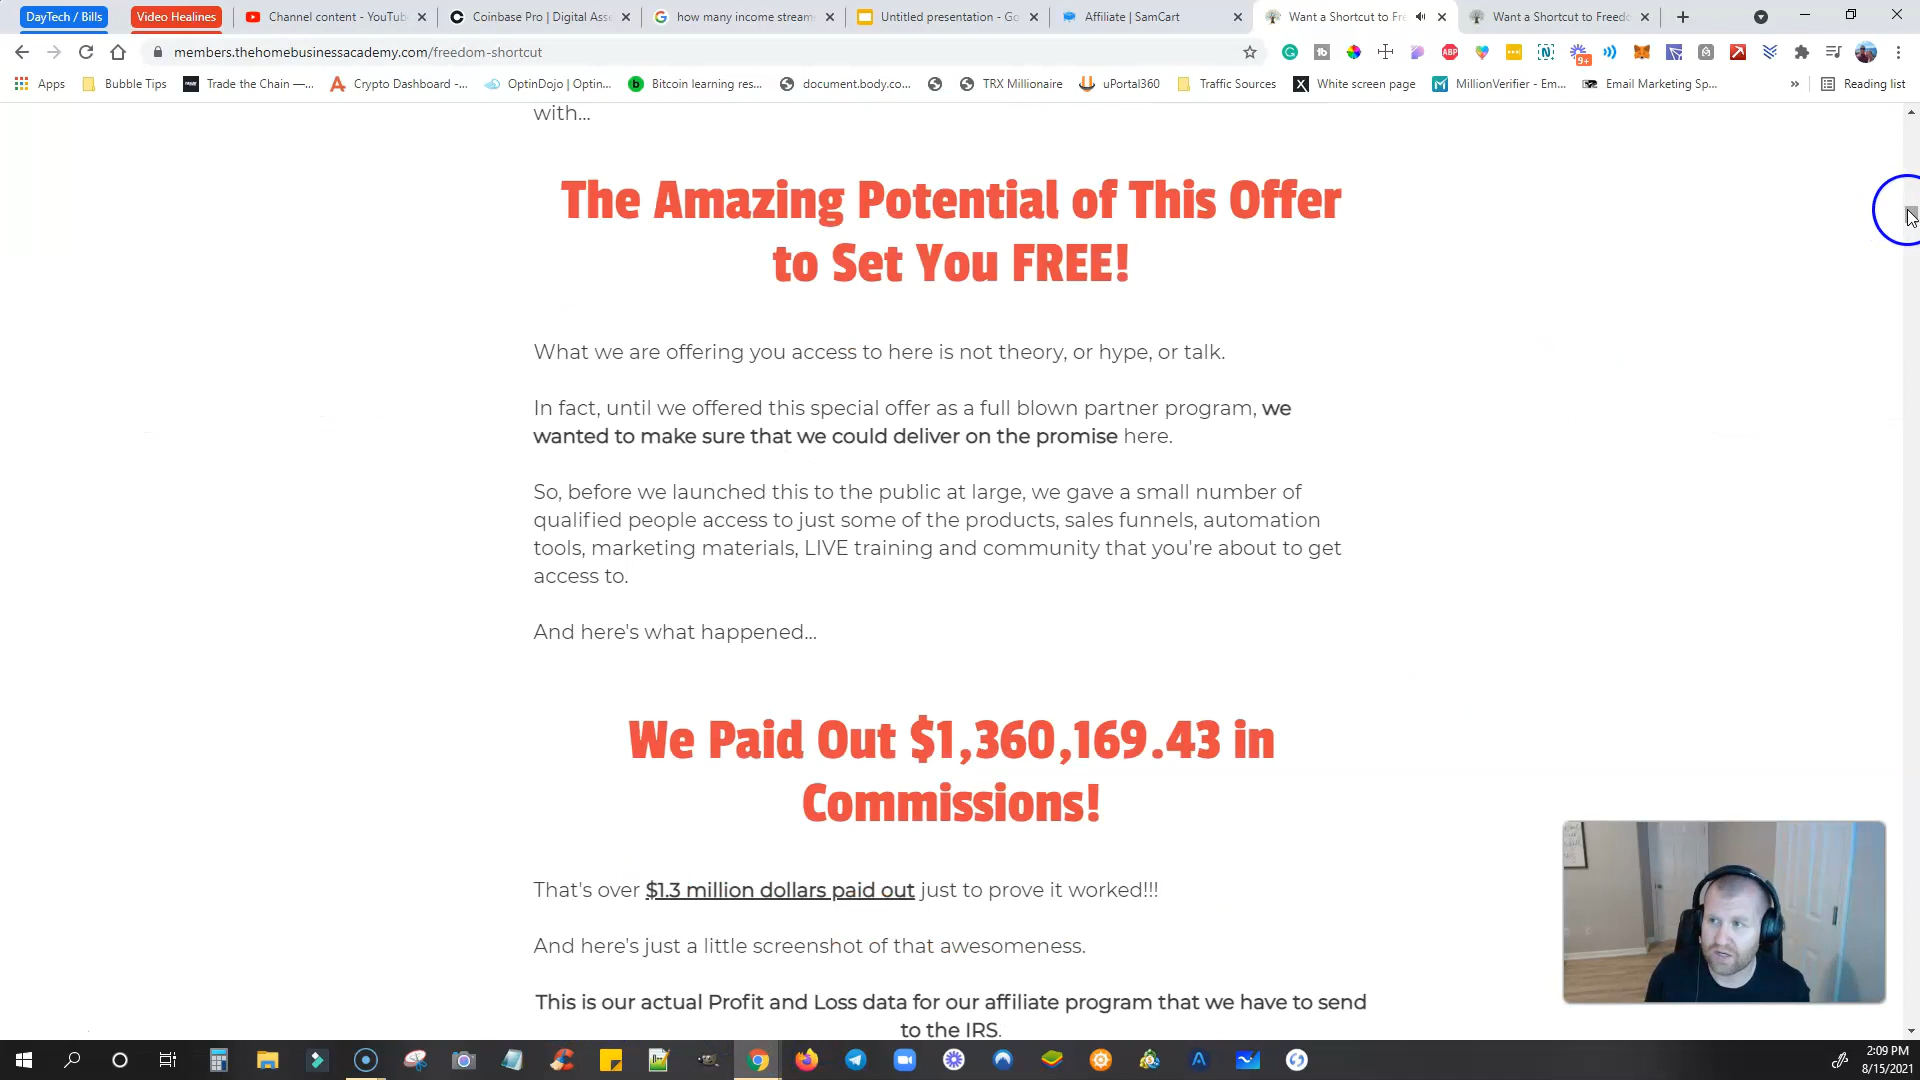 DayTech / Bills
Video Healines
Channel content - YouTub
Coinbase Pro | Digital Ass
how many income stream
Untitled presentation - Go
Affiliate | SamCart
Want a Shortcut to Fr
Want a Shortcut to Freedo
members.thehomebusinessacademy.com/freedom-shortcut
Apps
Bubble Tips
Trade the Chain —...
Crypto Dashboard -...
OptinDojo | Optin...
Bitcoin learning res...
document.body.co...
TRX Millionaire
uPortal360
Traffic Sources
White screen page
MillionVerifier - Em...
Email Marketing Sp...
»
Reading list
with...
The Amazing Potential of This Offer
to Set You FREE!
What we are offering you access to here is not theory, or hype, or talk.
In fact, until we offered this special offer as a full blown partner program, we
wanted to make sure that we could deliver on the promise here.
So, before we launched this to the public at large, we gave a small number of
qualified people access to just some of the products, sales funnels, automation
tools, marketing materials, LIVE training and community that you're about to get
access to.
And here's what happened...
We Paid Out $1,360,169.43 in
Commissions!
That's over $1.3 million dollars paid out just to prove it worked!!!
And here's just a little screenshot of that awesomeness.
This is our actual Profit and Loss data for our affiliate program that we have to send
to the IRS.
2:09 PM
8/15/2021